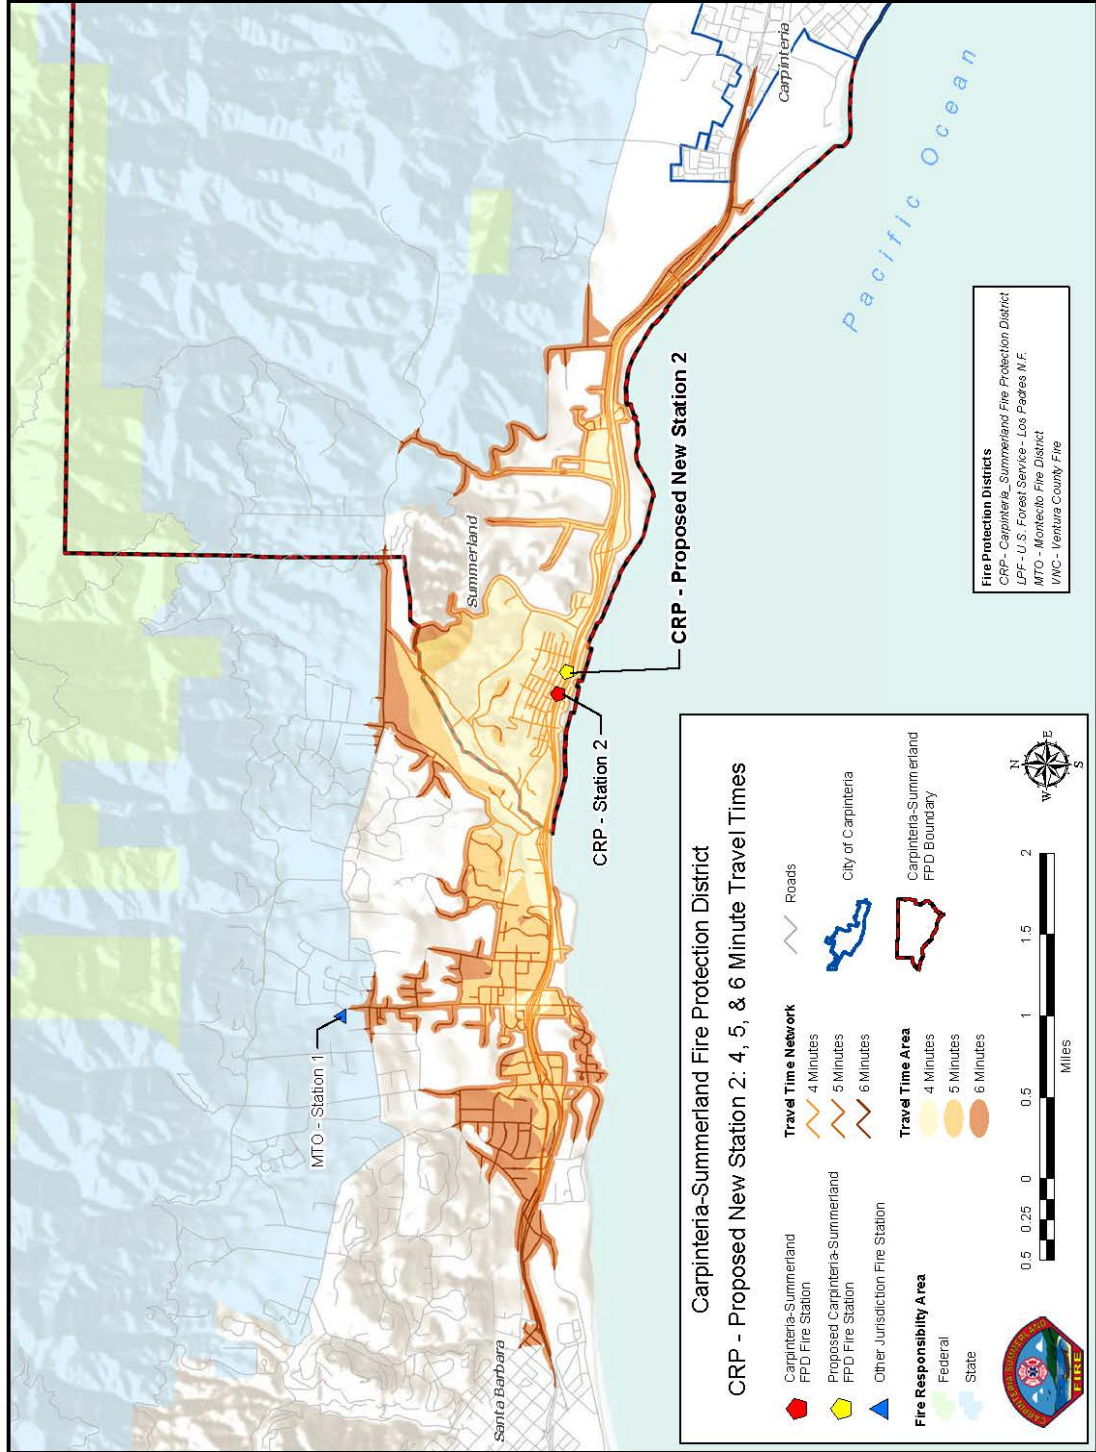 Carpinteria
Pacific Ocean
Summerland
CRP - Proposed New Station 2
CRP - Station 2
MTO - Station 1
Santa Barbara
Fire Protection Districts
CRP - Carpinteria_Summerland Fire Protection District
LPF - U.S. Forest Service - Los Padres N.F.
MTO - Montecito Fire District
VNC - Ventura County Fire
Carpinteria-Summerland Fire Protection District
CRP - Proposed New Station 2: 4, 5, & 6 Minute Travel Times
Carpinteria-Summerland
FPD Fire Station
Proposed Carpinteria-Summerland
FPD Fire Station
Other Jurisdiction Fire Station
Fire Responsibility Area
Federal
State
Travel Time Network
4 Minutes
5 Minutes
6 Minutes
Travel Time Area
4 Minutes
5 Minutes
6 Minutes
Roads
City of Carpinteria
Carpinteria-Summerland
FPD Boundary
N
W E
S
0.5 0.25 0 0.5 1 1.5 2
Miles
CARPINTERIA-SUMMERLAND
FIRE